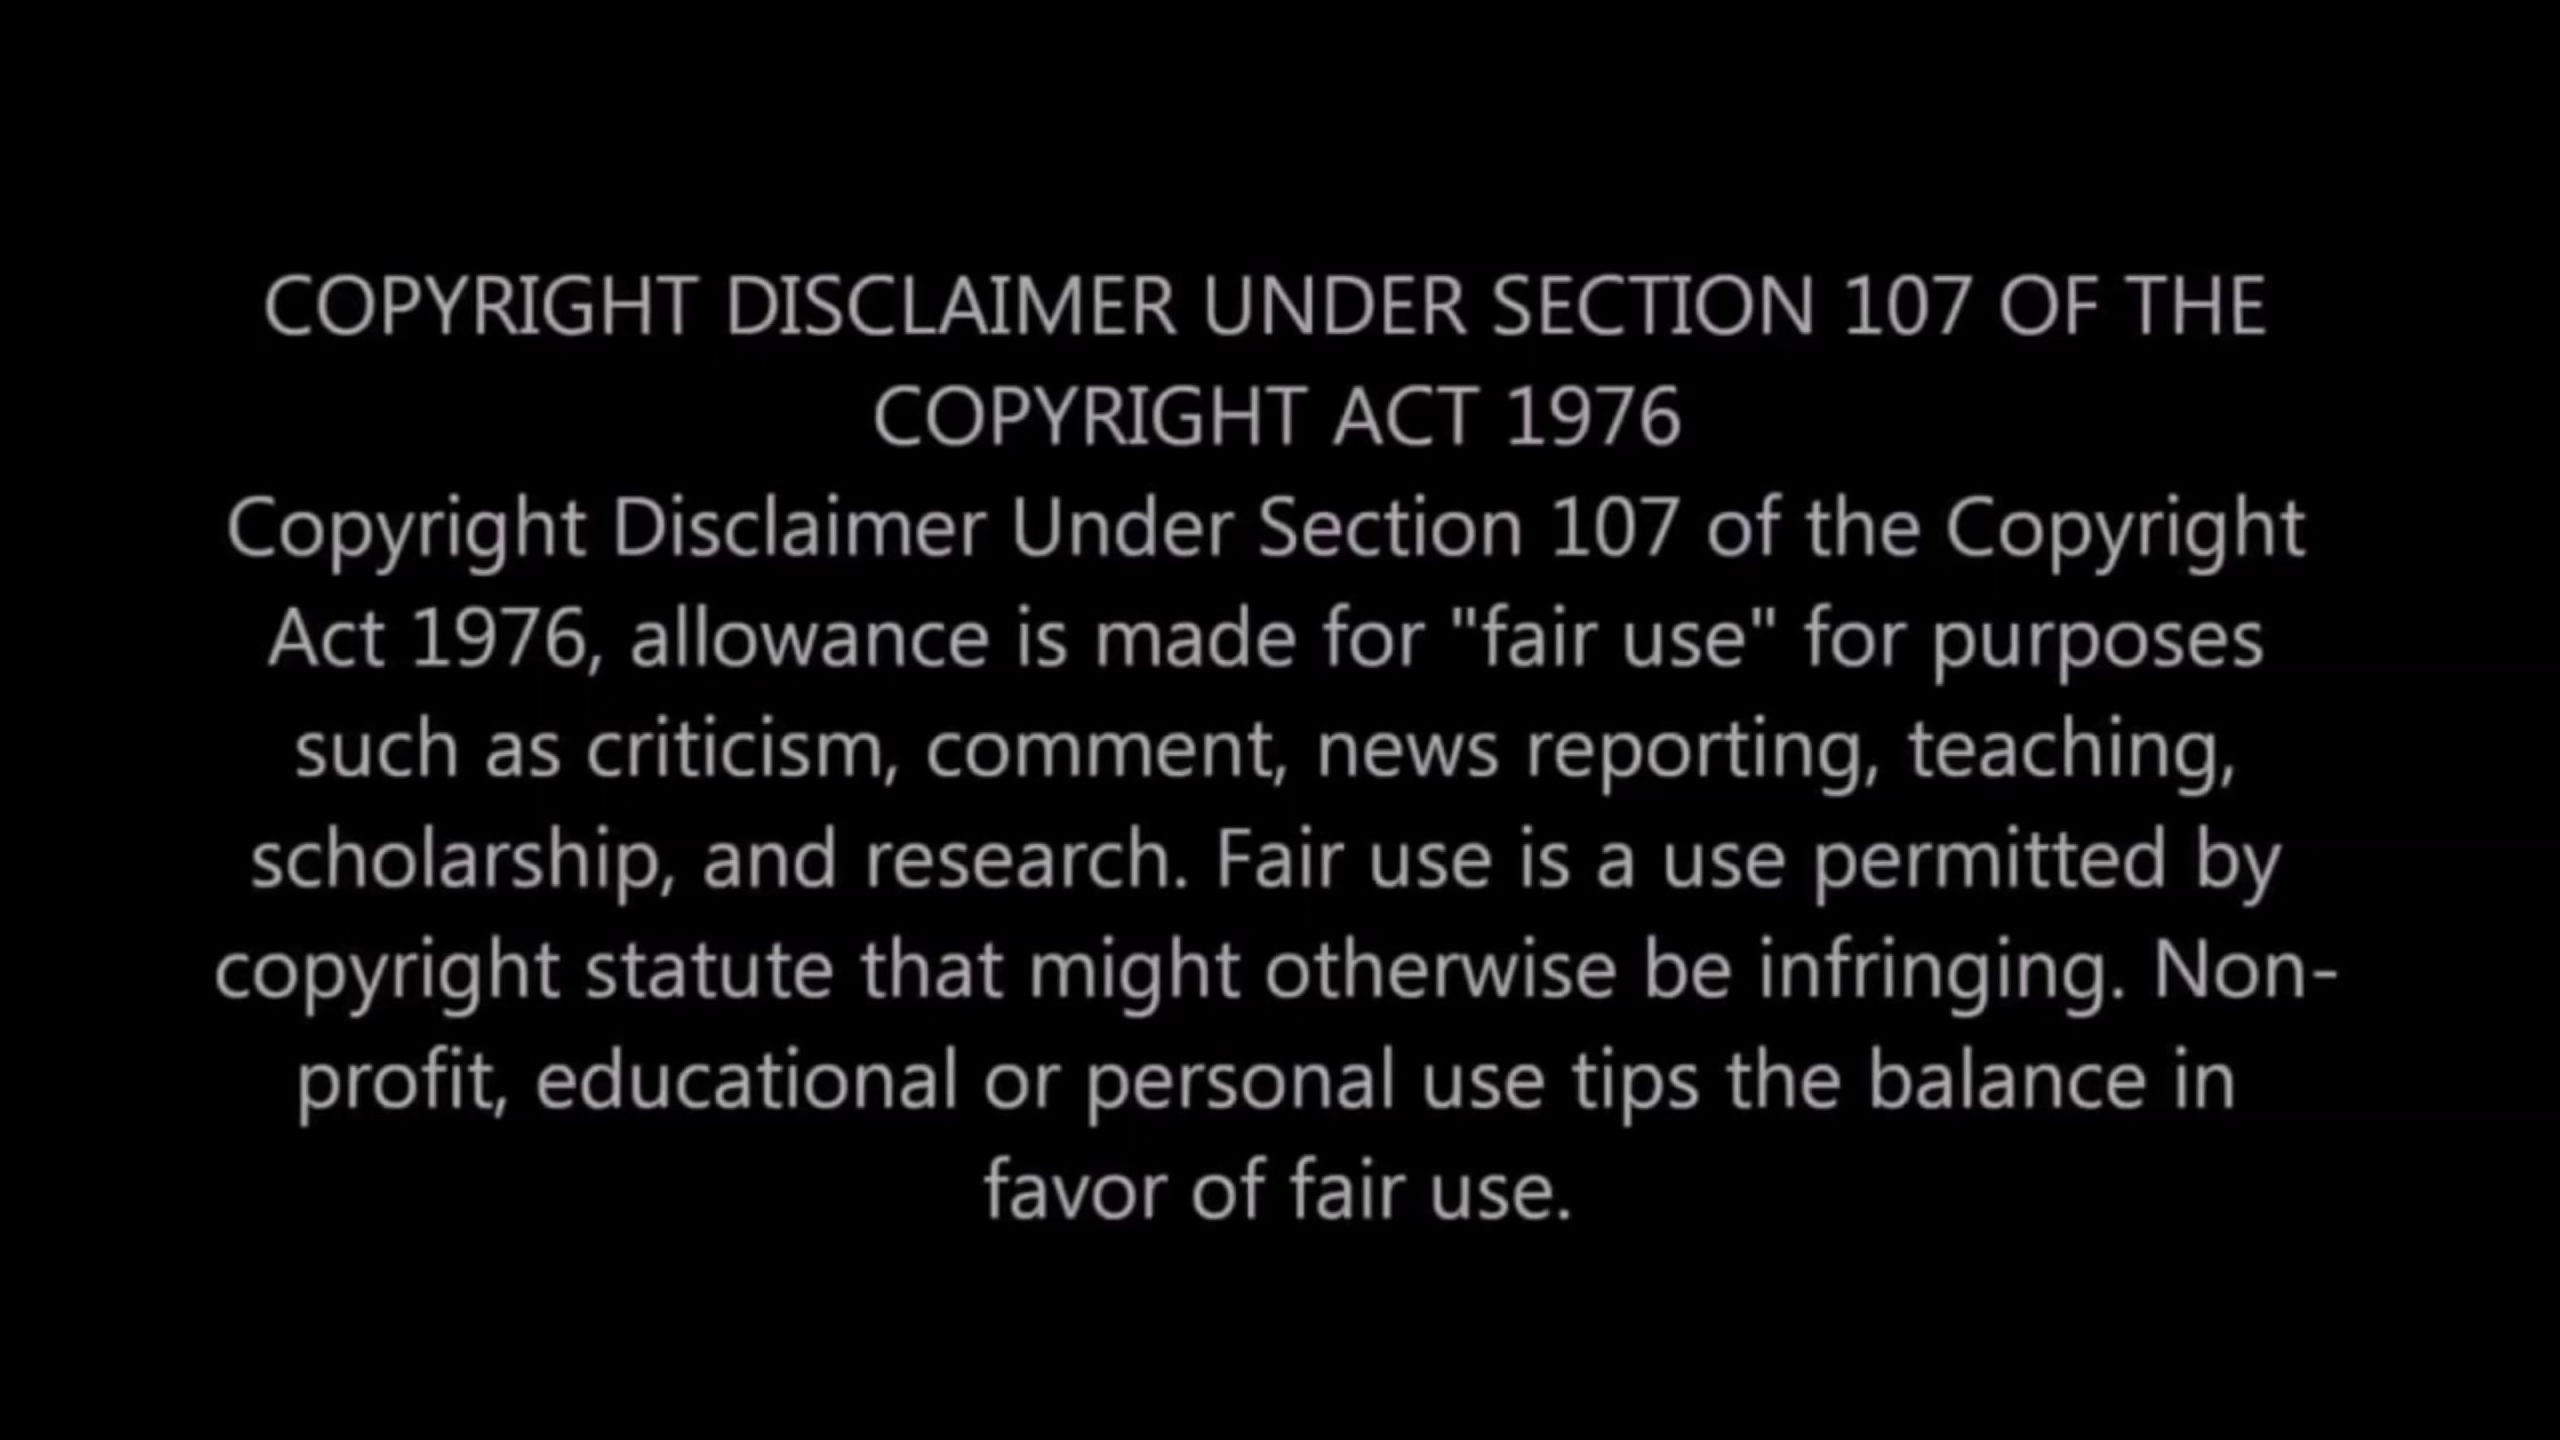 COPYRIGHT DISCLAIMER UNDER SECTION 107 OF THE
COPYRIGHT ACT 1976
Copyright Disclaimer Under Section 107 of the Copyright
Act 1976, allowance is made for "fair use" for purposes
such as criticism, comment, news reporting, teaching,
scholarship, and research. Fair use is a use permitted by
copyright statute that might otherwise be infringing. Non-
profit, educational or personal use tips the balance in
favor of fair use.